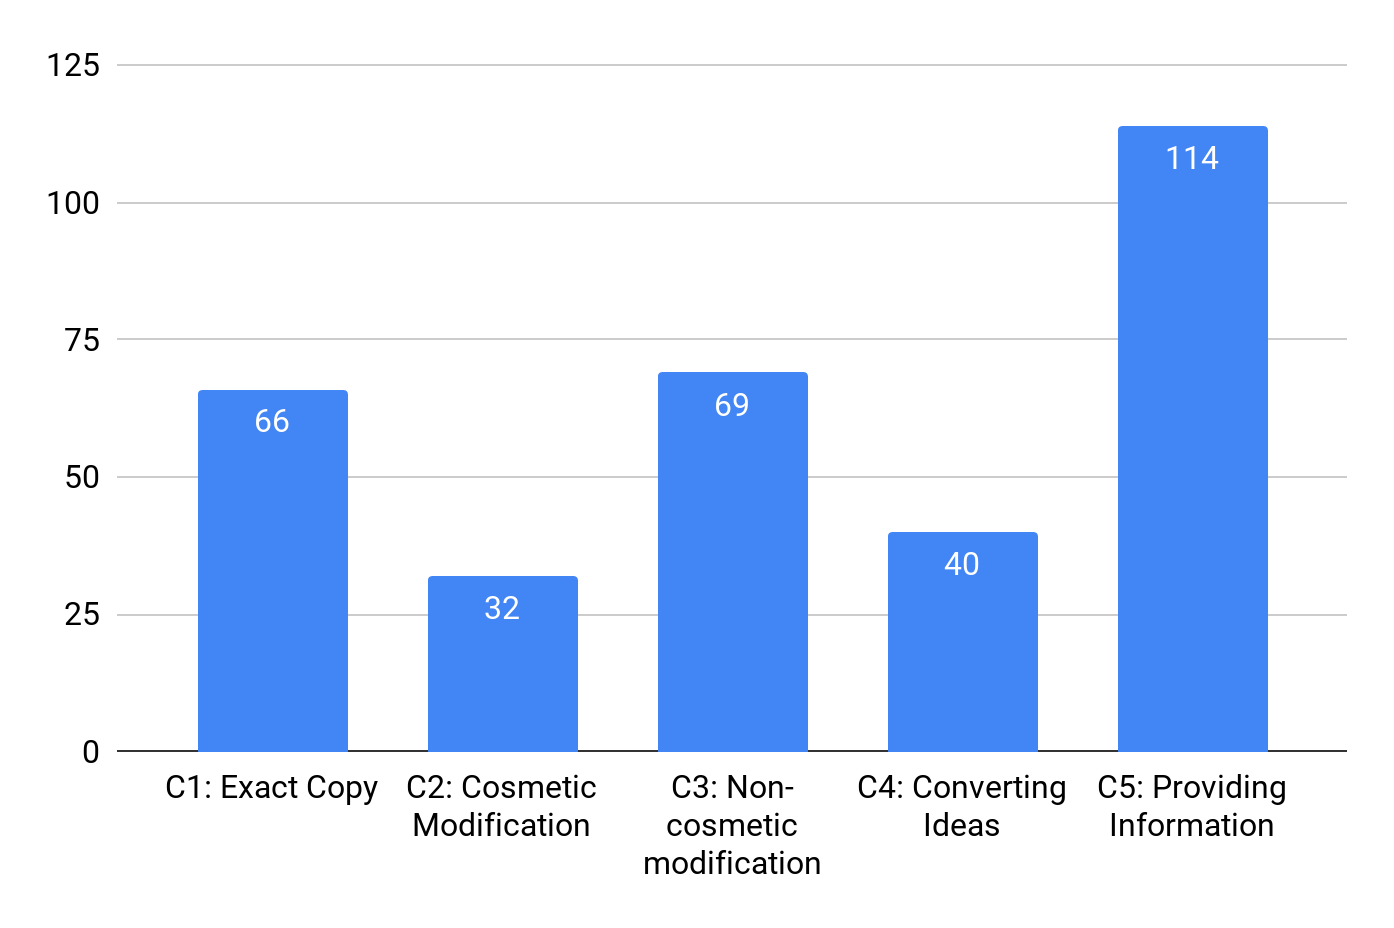 125
100
75
50
25
0
66
32
69
40
114
C1: Exact Copy
C2: Cosmetic
Modification
C3: Non-
cosmetic
modification
C4: Converting
Ideas
C5: Providing
Information